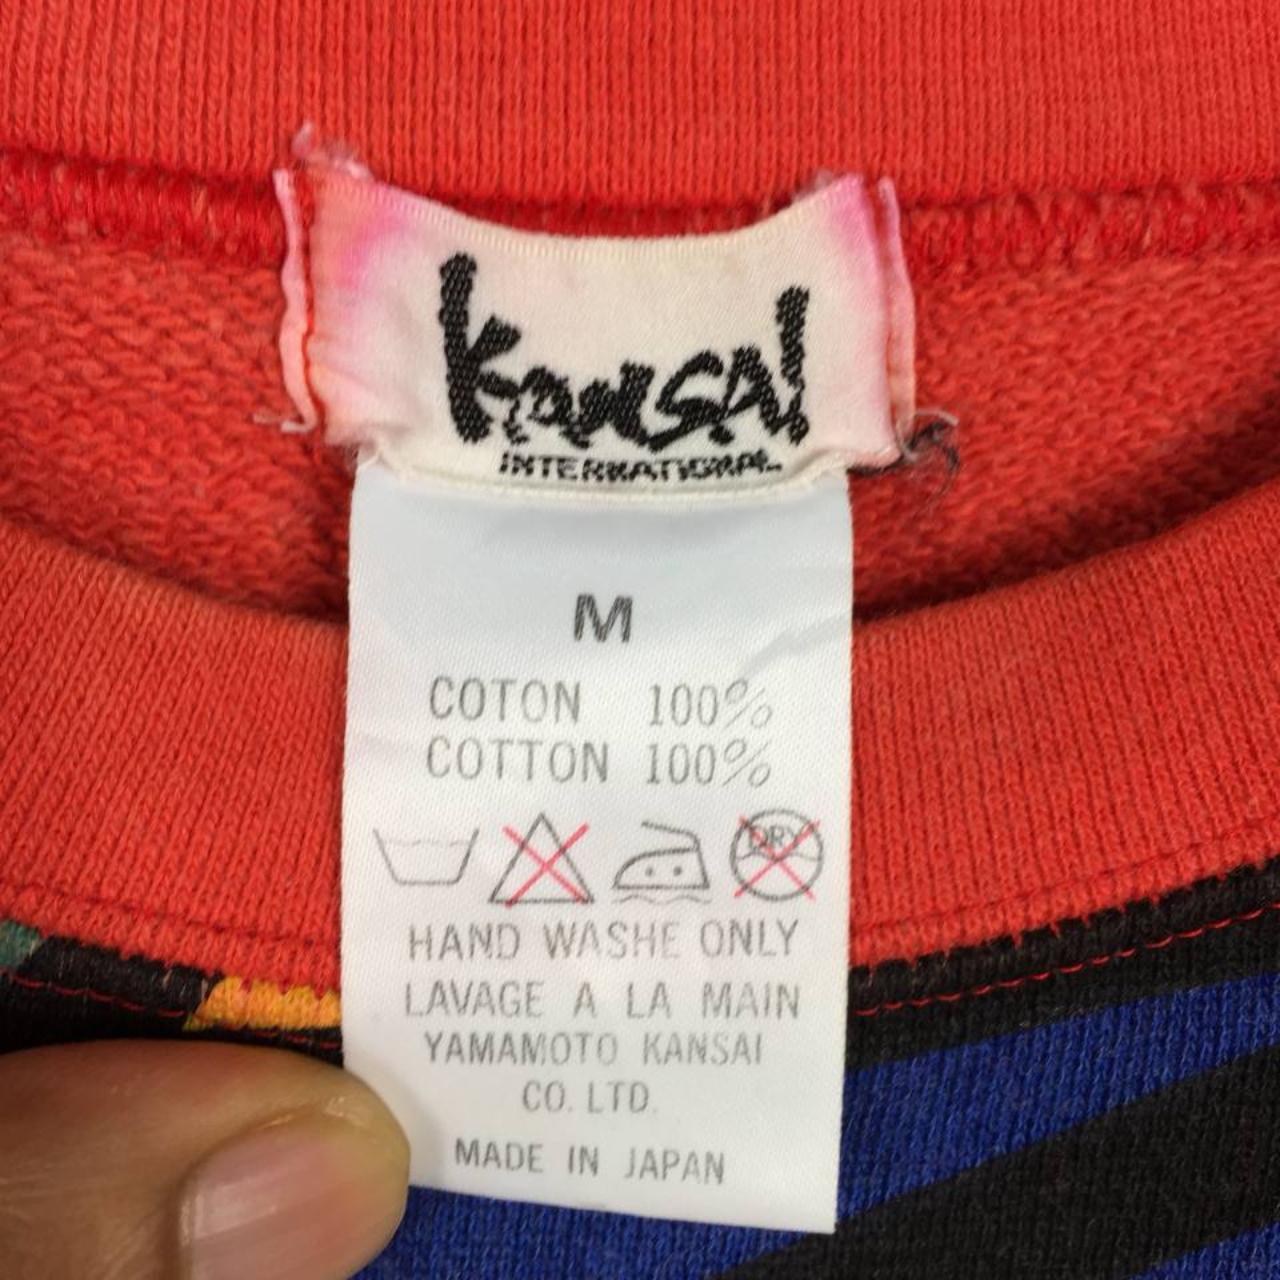 Kansai
INTERNATIONAL
M
COTON 100%
COTTON 100%
DRY
HAND WASHE ONLY
LAVAGE A LA MAIN
YAMAMOTO KANSAI
CO. LTD.
MADE IN JAPAN